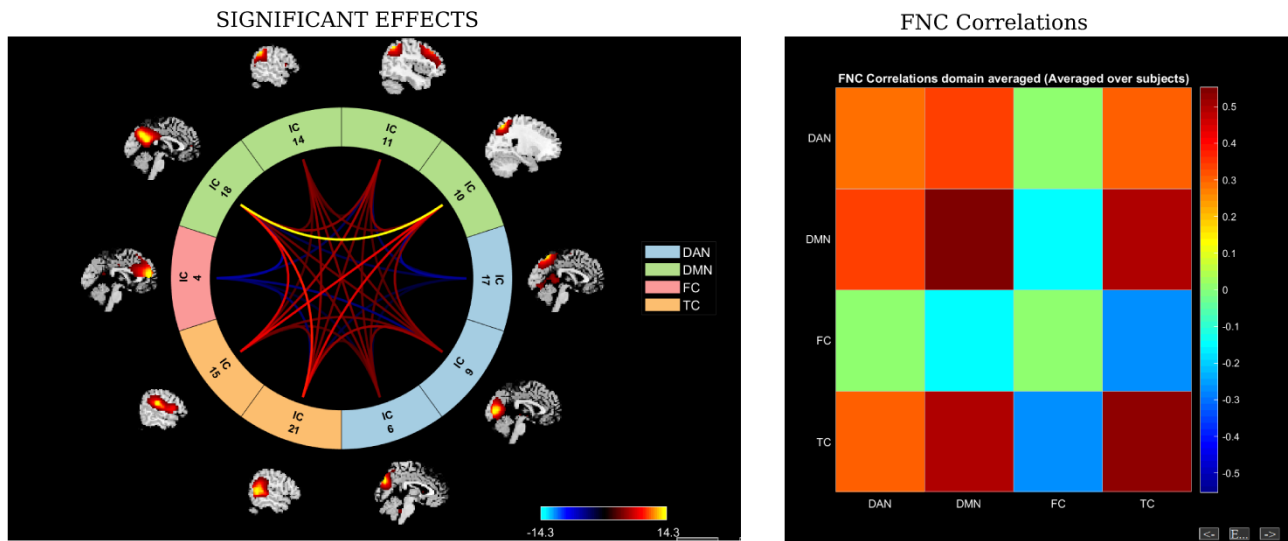 SIGNIFICANT EFFECTS
IC 14
IC 11
IC 18
IC 10
IC 4
IC 17
IC 15
IC 9
IC 21
IC 6
DAN
DMN
FC
TC
-14.3
14.3
FNC Correlations
FNC Correlations domain averaged (Averaged over subjects)
DAN
DMN
FC
TC
DAN
DMN
FC
TC
0.5
0.4
0.3
0.2
0.1
0
-0.1
-0.2
-0.3
-0.4
-0.5
<-
E...
->